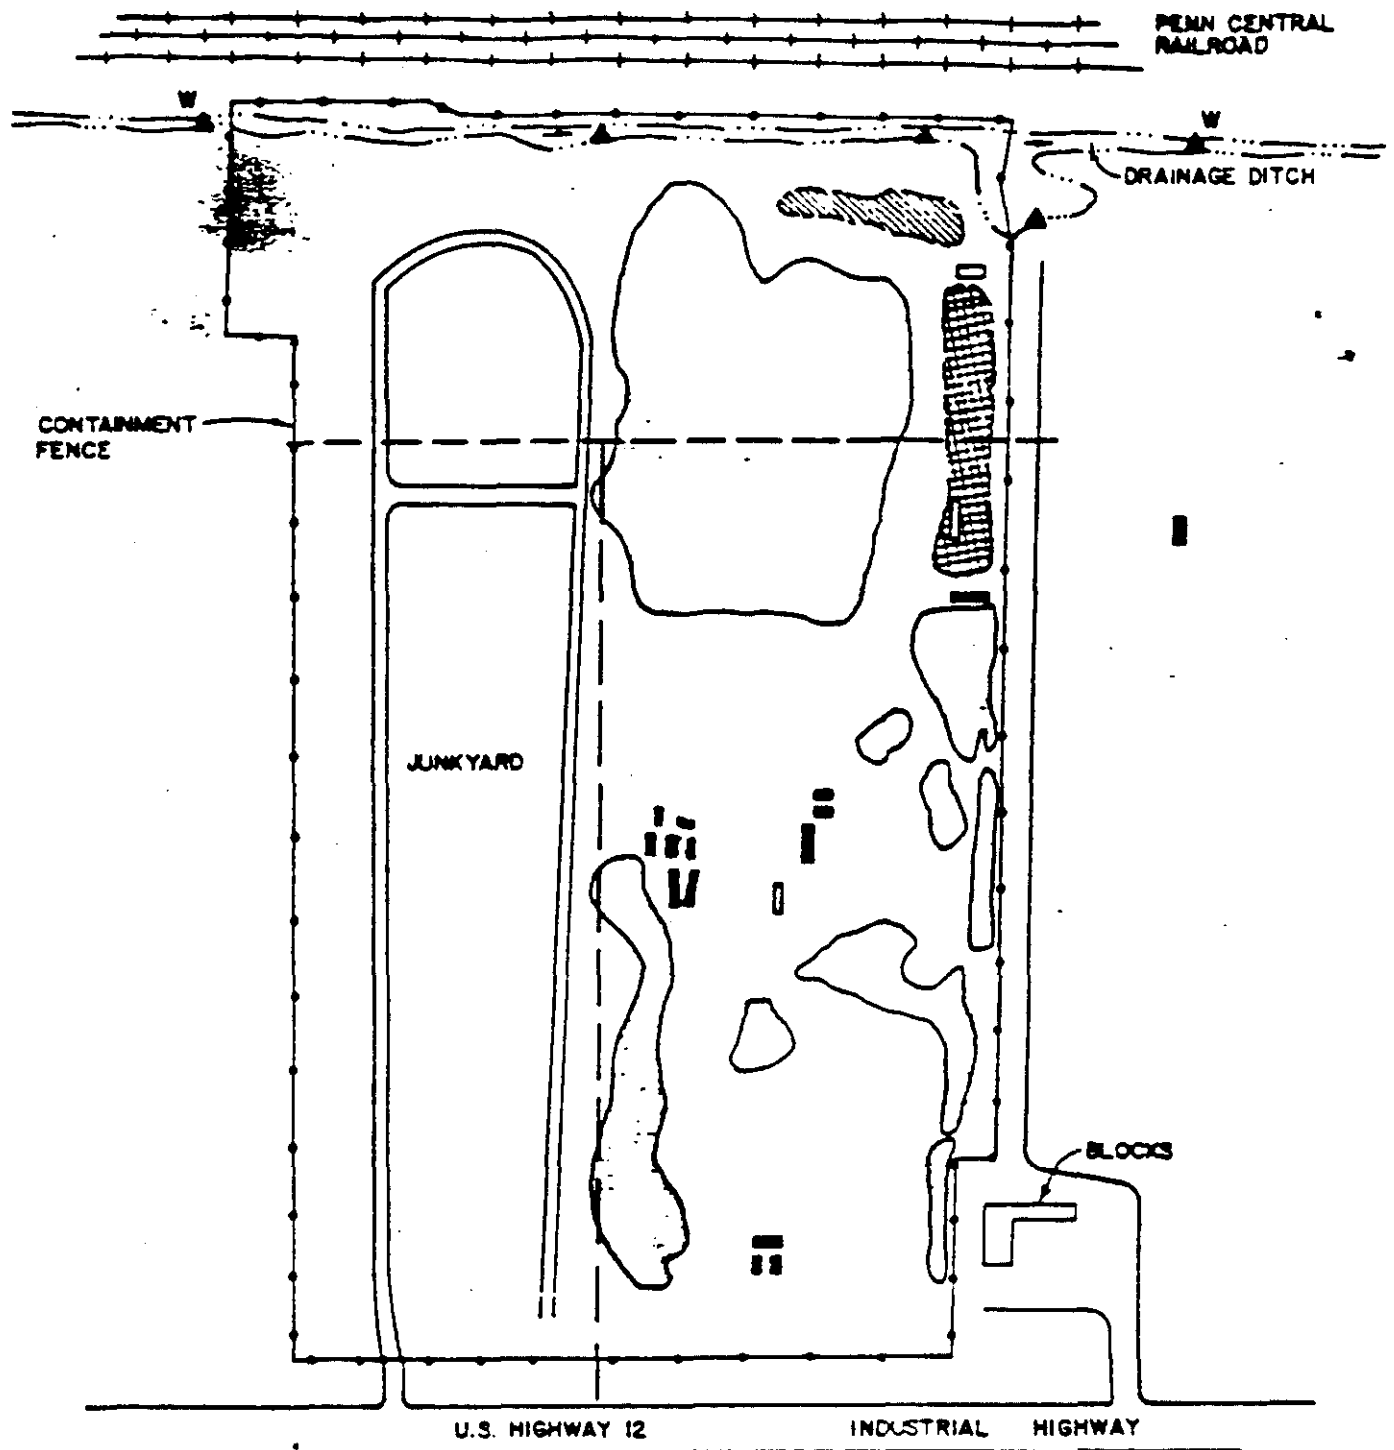 PENN CENTRAL
RAILROAD
W
W
DRAINAGE DITCH
CONTAINMENT
FENCE
JUNKYARD
BLOCKS
U.S. HIGHWAY 12
INDUSTRIAL HIGHWAY